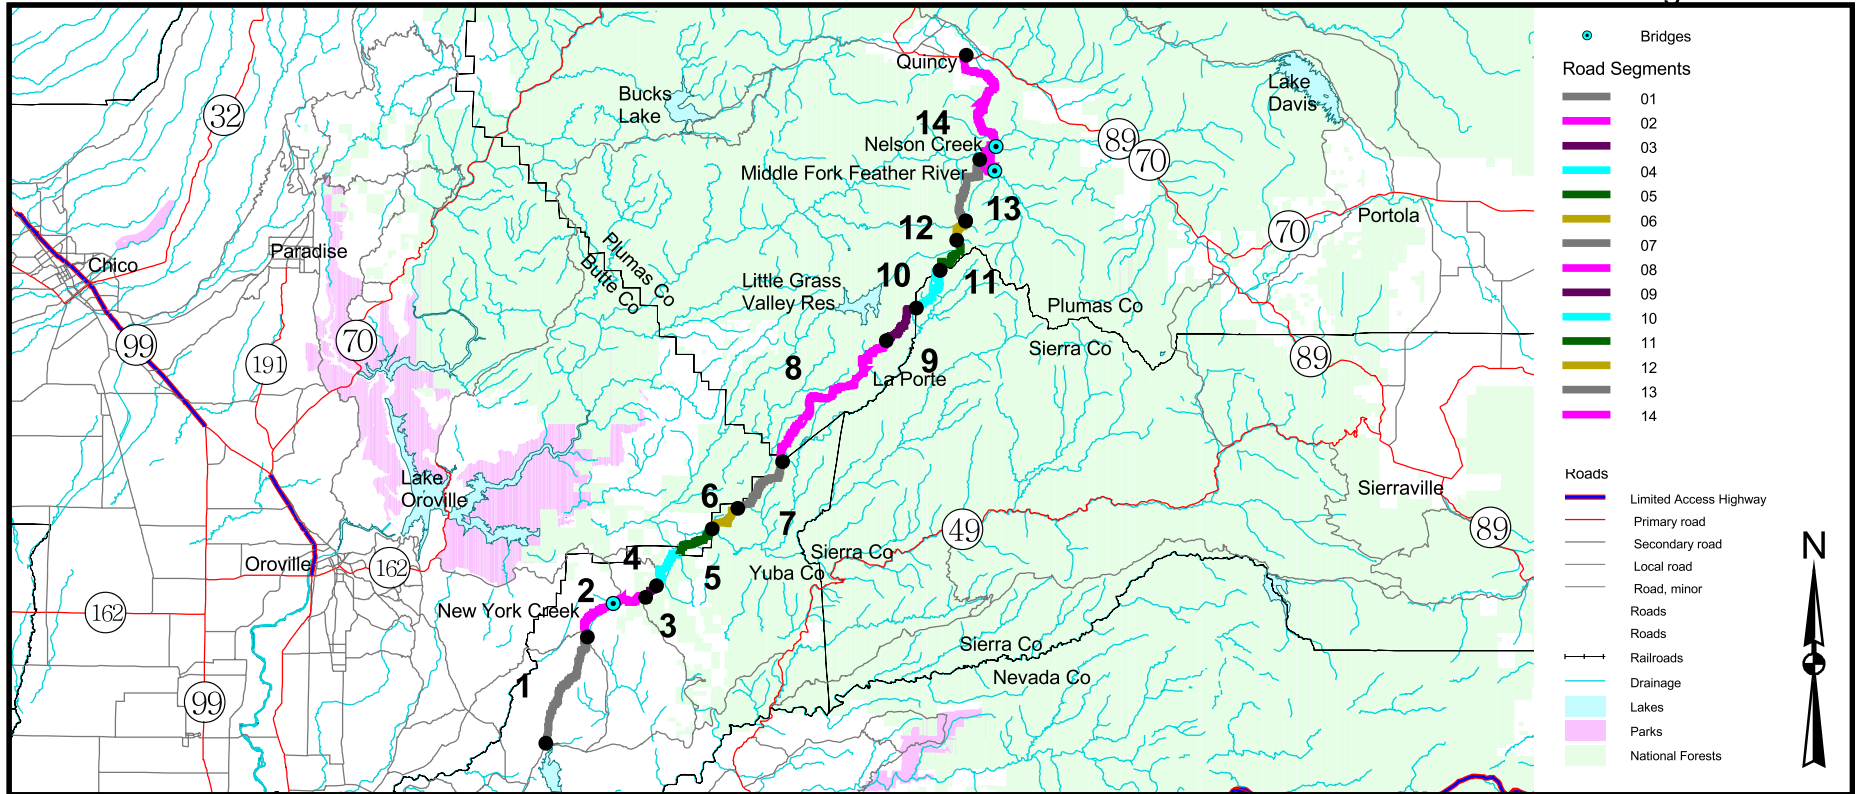 Quincy
Bucks
Lake
32
Lake
Davis
14
89
Nelson Creek
70
Middle Fork Feather River
13
Portola
12
70
Paradise
Chico
Plumas Co
Butte Co
10
11
Little Grass
Valley Res
Plumas Co
99
70
191
Sierra Co
89
8
9
La Porte
Lake
Oroville
6
7
Sierraville
49
89
Sierra Co
Yuba Co
4
5
Oroville
162
2
New York Creek
162
3
Sierra Co
Nevada Co
1
99
Bridges
Road Segments
01
02
03
04
05
06
07
08
09
10
11
12
13
14
Roads
Limited Access Highway
Primary road
Secondary road
Local road
Road, minor
Roads
Roads
Railroads
Drainage
Lakes
Parks
National Forests
N